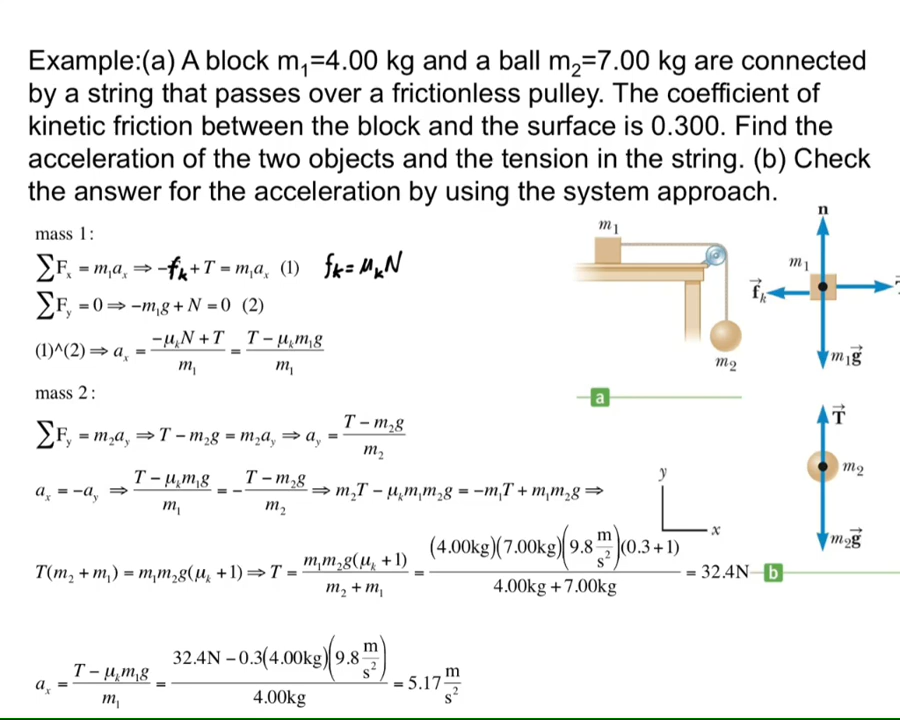 Example:(a) A block m₁=4.00 kg and a ball m₂=7.00 kg are connected
by a string that passes over a frictionless pulley. The coefficient of
kinetic friction between the block and the surface is 0.300. Find the
acceleration of the two objects and the tension in the string. (b) Check
the answer for the acceleration by using the system approach.
mass 1:
∑Fₓ = m₁aₓ ⇒ -fₖ + T = m₁aₓ (1) fₖ = μₖN
∑F_y = 0 ⇒ -m₁g + N = 0 (2)
(1)^(2) ⇒ aₓ = (-μₖN + T)/m₁ = (T - μₖm₁g)/m₁
mass 2:
∑F_y = m₂a_y ⇒ T - m₂g = m₂a_y ⇒ a_y = (T - m₂g)/m₂
aₓ = -a_y ⇒ (T - μₖm₁g)/m₁ = -(T - m₂g)/m₂ ⇒ m₂T - μₖm₁m₂g = -m₁T + m₁m₂g ⇒
T(m₂ + m₁) = m₁m₂g(μₖ + 1) ⇒ T = m₁m₂g(μₖ + 1)/(m₂ + m₁) = (4.00kg)(7.00kg)(9.8 m/s²)(0.3 + 1)/(4.00kg + 7.00kg) = 32.4N
aₓ = (T - μₖm₁g)/m₁ = (32.4N - 0.3(4.00kg)(9.8 m/s²))/4.00kg = 5.17 m/s²
m₁
m₂
a
n
m₁
f⃗ₖ
m₁g⃗
T⃗
m₂
m₂g⃗
y
x
b